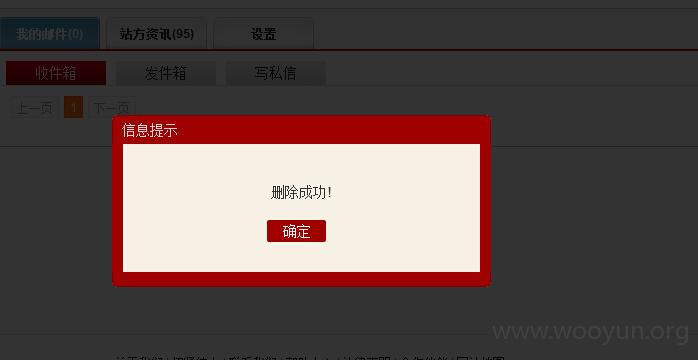 我的邮件(0) 站方资讯(95) 设置
收件箱 发件箱 写私信
上一页 1 下一页
信息提示
删除成功！
确定
www.wooyun.org